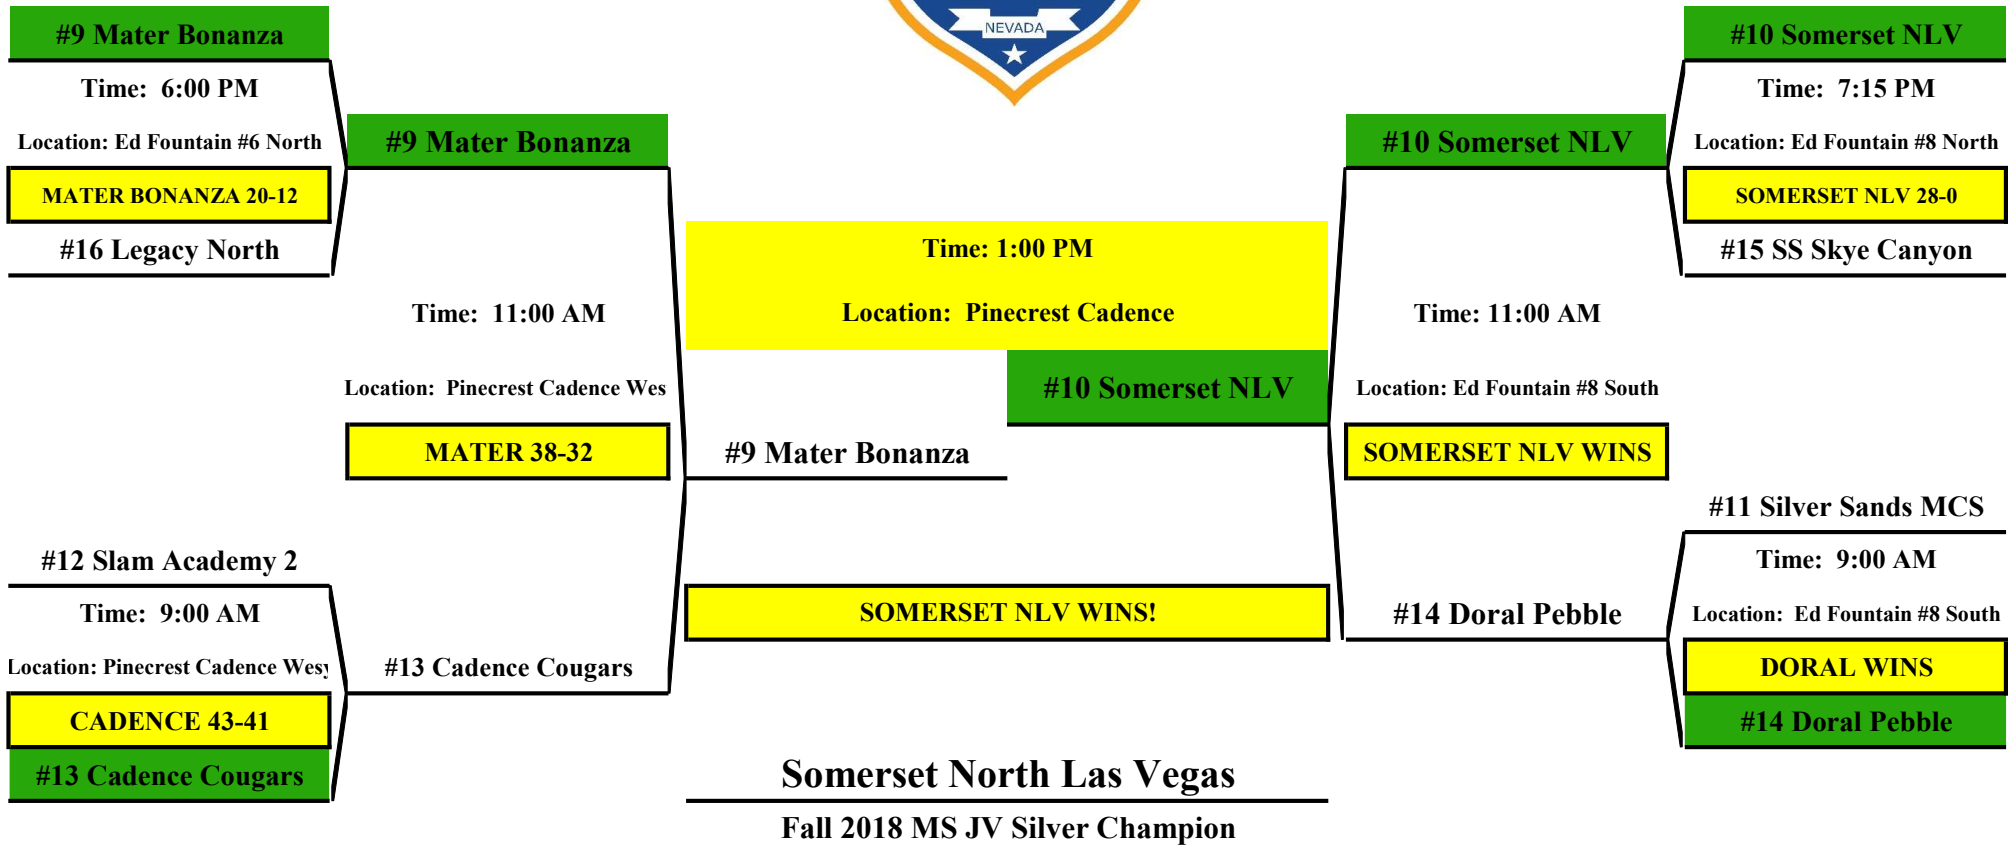 NEVADA
#9 Mater Bonanza
Time: 6:00 PM
Location: Ed Fountain #6 North
MATER BONANZA 20-12
#16 Legacy North
#12 Slam Academy 2
Time: 9:00 AM
Location: Pinecrest Cadence Wesy
CADENCE 43-41
#13 Cadence Cougars
#9 Mater Bonanza
Time: 11:00 AM
Location: Pinecrest Cadence Wes
MATER 38-32
#13 Cadence Cougars
Time: 1:00 PM
Location: Pinecrest Cadence
#10 Somerset NLV
#9 Mater Bonanza
SOMERSET NLV WINS!
Somerset North Las Vegas
Fall 2018 MS JV Silver Champion
#10 Somerset NLV
Time: 11:00 AM
Location: Ed Fountain #8 South
SOMERSET NLV WINS
#14 Doral Pebble
#10 Somerset NLV
Time: 7:15 PM
Location: Ed Fountain #8 North
SOMERSET NLV 28-0
#15 SS Skye Canyon
#11 Silver Sands MCS
Time: 9:00 AM
Location: Ed Fountain #8 South
DORAL WINS
#14 Doral Pebble